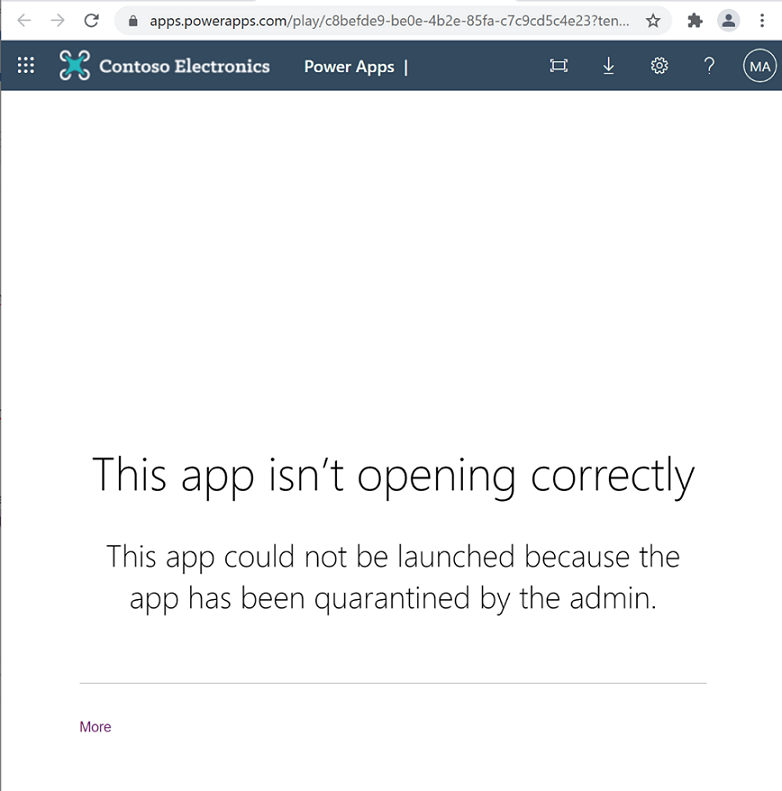 apps.powerapps.com/play/c8befde9-be0e-4b2e-85fa-c7c9cd5c4e23?ten...
Contoso Electronics Power Apps | ? MA
This app isn’t opening correctly
This app could not be launched because the
app has been quarantined by the admin.
More